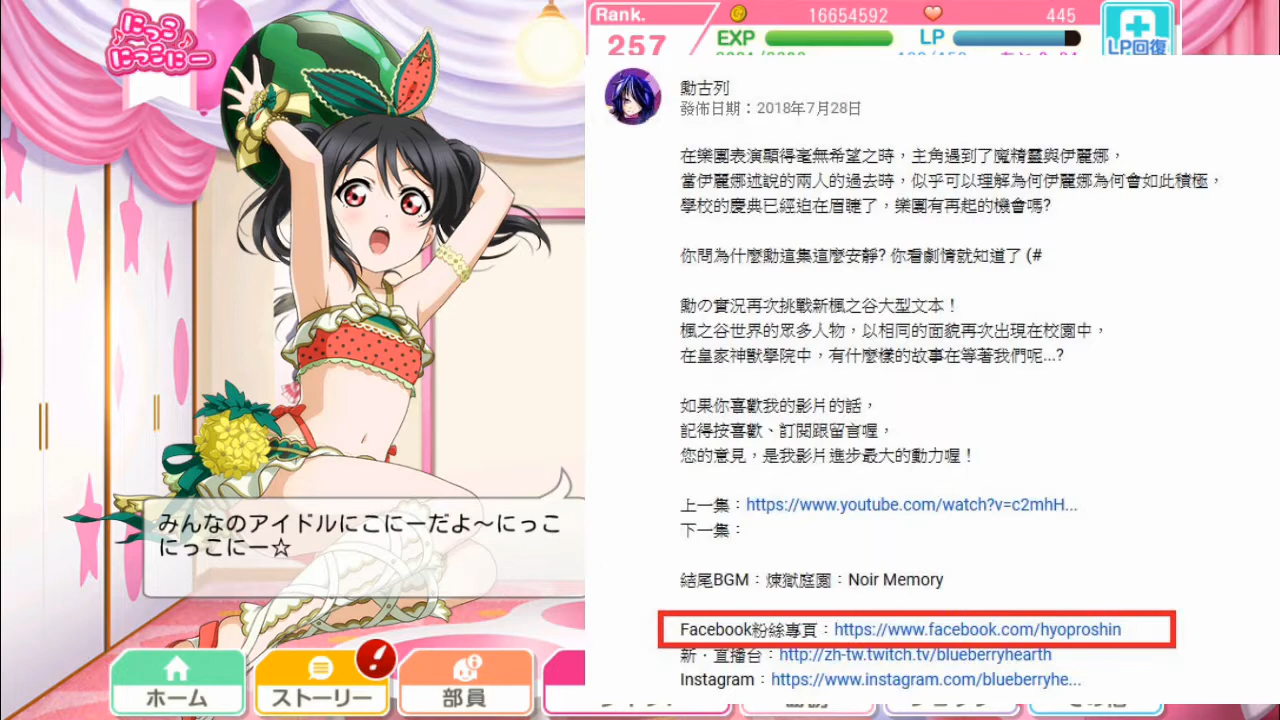 にっこ
にっこにー
Rank.
257
16654592
445
EXP
LP
LP回復
勳古列
發佈日期：2018年7月28日
在樂團表演顯得毫無希望之時，主角遇到了魔精靈與伊麗娜，
當伊麗娜述說的兩人的過去時，似乎可以理解為何伊麗娜為何會如此積極，
學校的慶典已經迫在眉睫了，樂團有再起的機會嗎?
你問為什麼勳這集這麼安靜? 你看劇情就知道了 (#
勳の實況再次挑戰新楓之谷大型文本！
楓之谷世界的眾多人物，以相同的面貌再次出現在校園中，
在皇家神獸學院中，有什麼樣的故事在等著我們呢...?
如果你喜歡我的影片的話，
記得按喜歡、訂閱跟留言喔，
您的意見，是我影片進步最大的動力喔！
上一集：https://www.youtube.com/watch?v=c2mhH...
下一集：
結尾BGM：煉獄庭園：Noir Memory
Facebook粉絲專頁：https://www.facebook.com/hyoproshin
新．直播台：http://zh-tw.twitch.tv/blueberryhearth
Instagram：https://www.instagram.com/blueberryhe...
みんなのアイドルにこにーだよ～にっこ
にっこにー☆
ホーム
ストーリー
部員